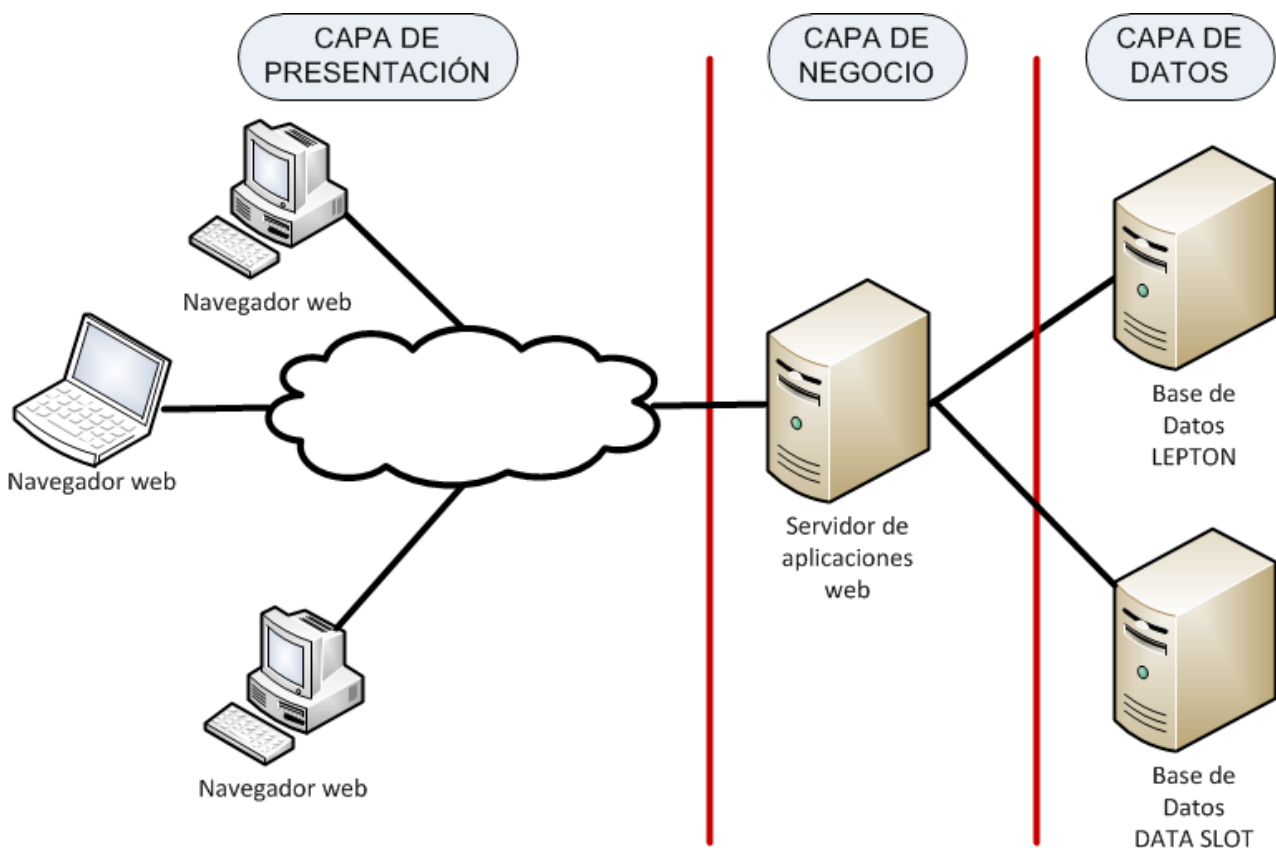 CAPA DE
PRESENTACIÓN
CAPA DE
NEGOCIO
CAPA DE
DATOS
Navegador web
Navegador web
Navegador web
Servidor de
aplicaciones
web
Base de
Datos
LEPTON
Base de
Datos
DATA SLOT